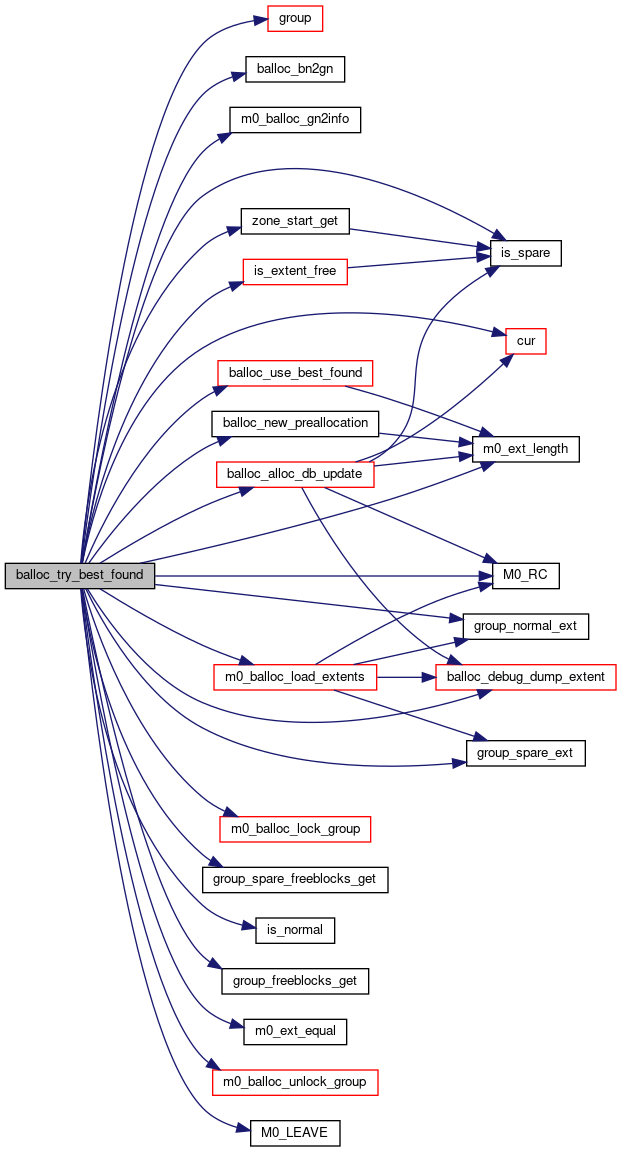 group
balloc_bn2gn
m0_balloc_gn2info
zone_start_get
is_spare
is_extent_free
cur
balloc_use_best_found
balloc_new_preallocation
m0_ext_length
balloc_alloc_db_update
balloc_try_best_found
M0_RC
group_normal_ext
m0_balloc_load_extents
balloc_debug_dump_extent
group_spare_ext
m0_balloc_lock_group
group_spare_freeblocks_get
is_normal
group_freeblocks_get
m0_ext_equal
m0_balloc_unlock_group
M0_LEAVE